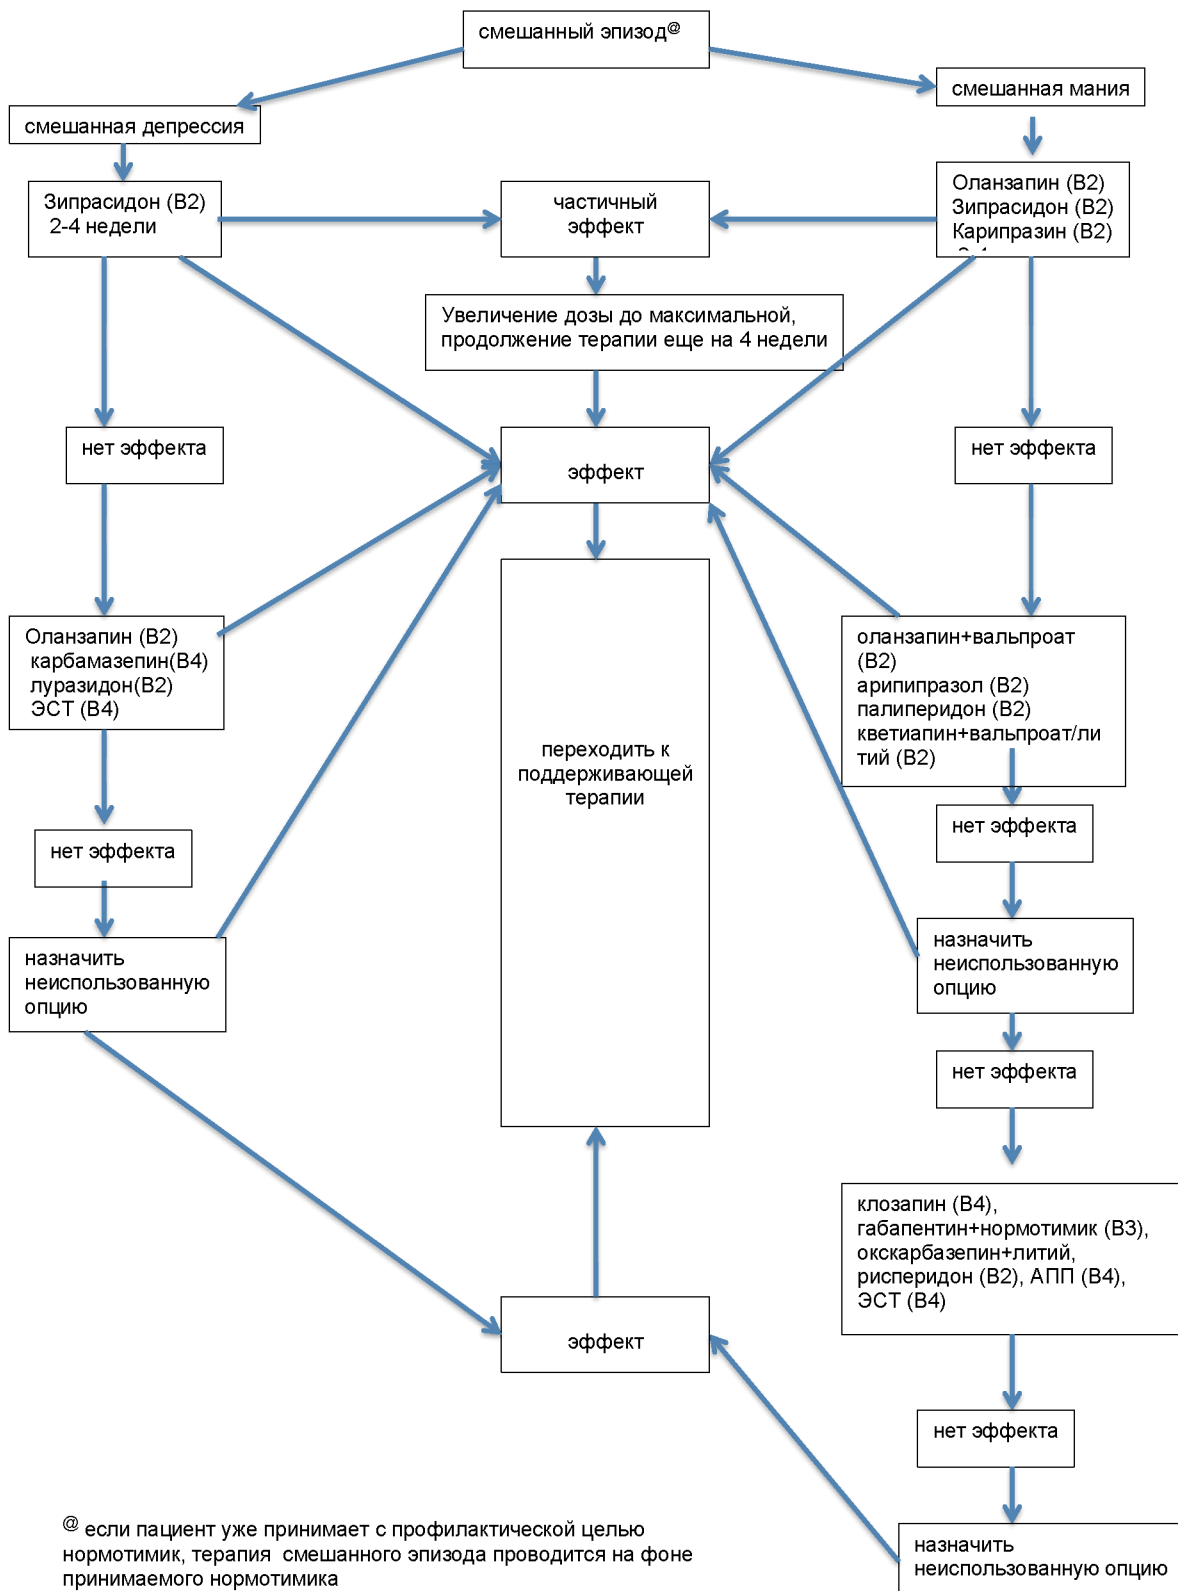 смешанный эпизод@
смешанная мания
смешанная депрессия
Зипрасидон (В2)
2-4 недели
частичный
эффект
Оланзапин (В2)
Зипрасидон (В2)
Карипразин (В2)
Увеличение дозы до максимальной,
продолжение терапии еще на 4 недели
нет эффекта
эффект
нет эффекта
Оланзапин (В2)
карбамазепин(В4)
луразидон(В2)
ЭСТ (В4)
переходить к
поддерживающей
терапии
оланзапин+вальпроат
(В2)
арипипразол (В2)
палиперидон (В2)
кветиапин+вальпроат/ли
тий (В2)
нет эффекта
нет эффекта
назначить
неиспользованную
опцию
назначить
неиспользованную
опцию
нет эффекта
клозапин (В4),
габапентин+нормотимик (В3),
окскарбазепин+литий,
рисперидон (В2), АПП (В4),
ЭСТ (В4)
эффект
нет эффекта
назначить
неиспользованную опцию
@ если пациент уже принимает с профилактической целью
нормотимик, терапия смешанного эпизода проводится на фоне
принимаемого нормотимика